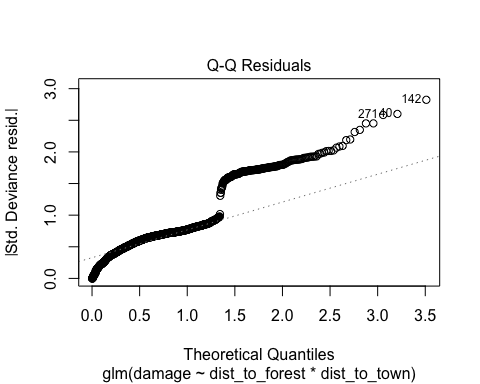 Q-Q Residuals
|Std. Deviance resid.|
3.0
2.0
1.0
0.0
142
271
40
0.0 0.5 1.0 1.5 2.0 2.5 3.0 3.5
Theoretical Quantiles
glm(damage ~ dist_to_forest * dist_to_town)